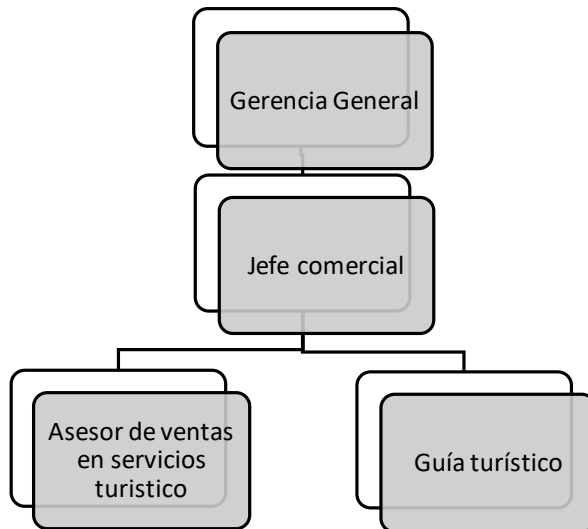 Gerencia General
Jefe comercial
Asesor de ventas
en servicios
turistico
Guía turístico